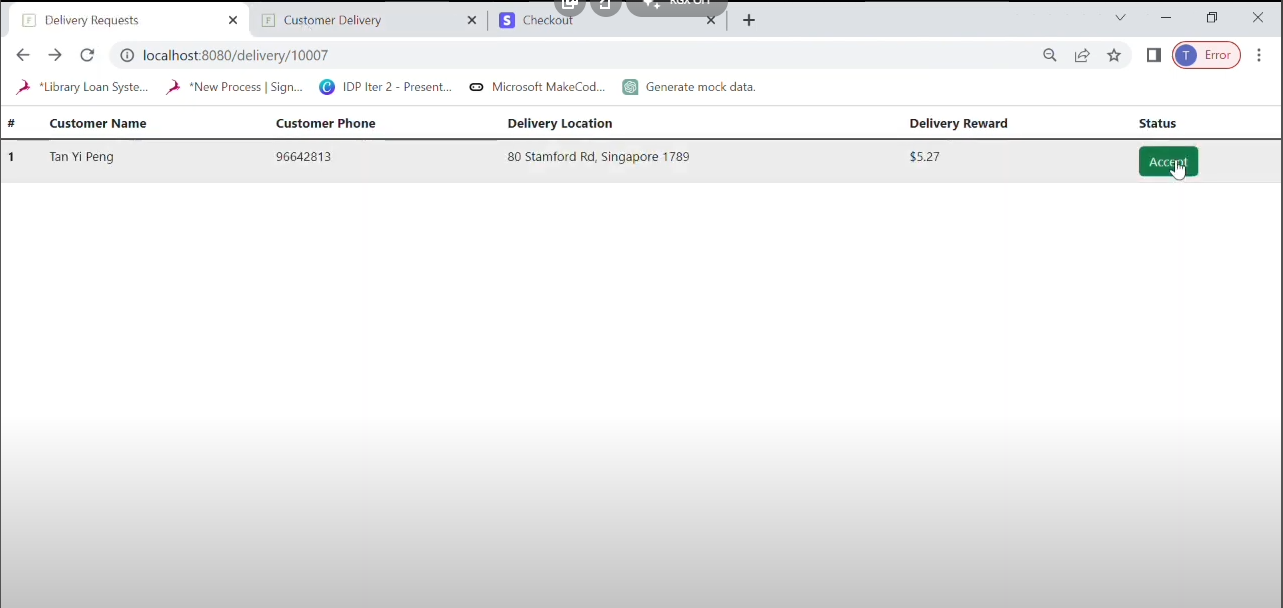 Delivery Requests
Customer Delivery
S Checkout
localhost:8080/delivery/10007
T Error
*Library Loan Syste...
*New Process | Sign...
IDP Iter 2 - Present...
Microsoft MakeCod...
Generate mock data.
# Customer Name Customer Phone Delivery Location Delivery Reward Status
1 Tan Yi Peng 96642813 80 Stamford Rd, Singapore 1789 $5.27 Accept